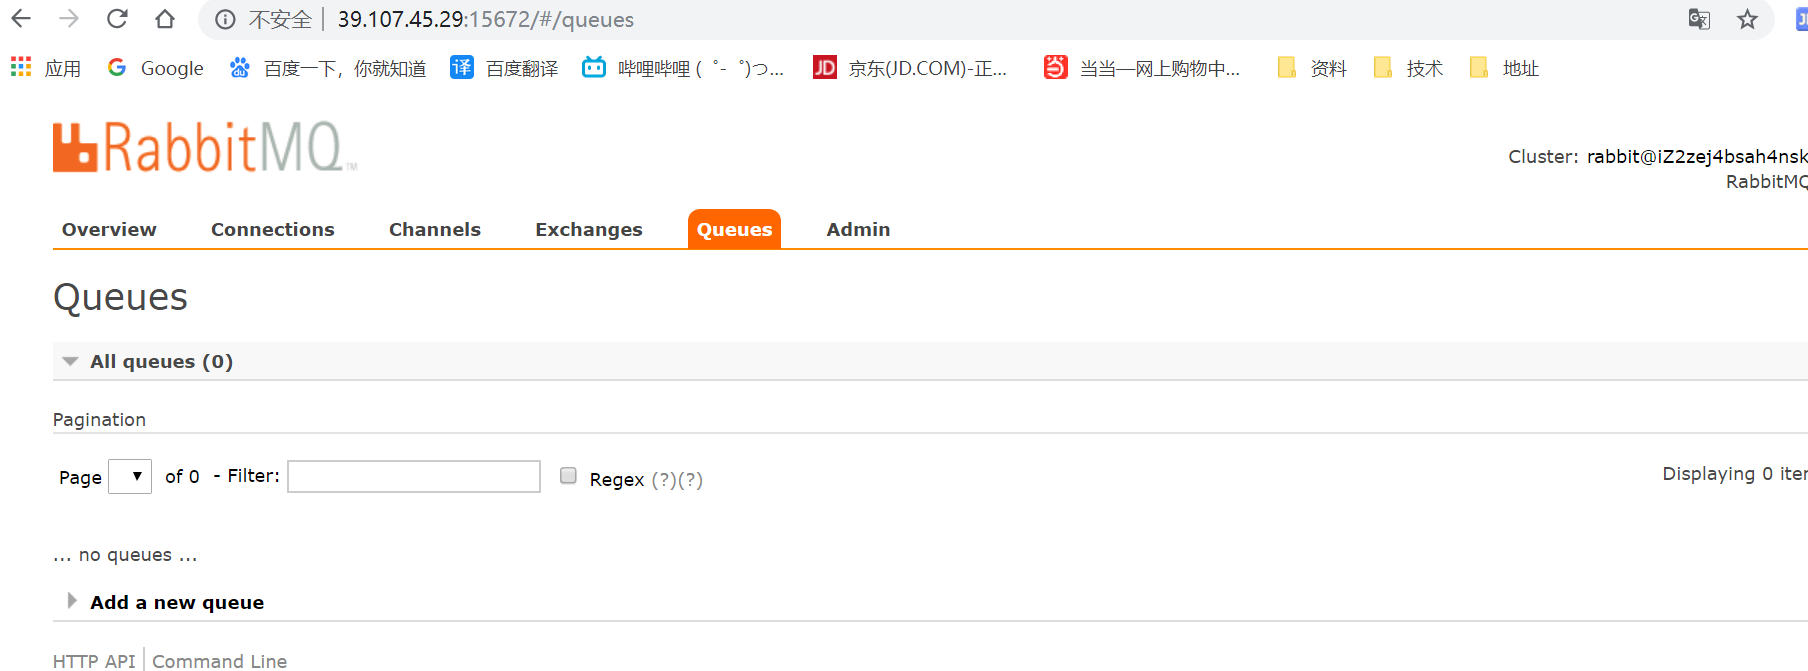 不安全 39.107.45.29:15672/#/queues
应用 Google 百度一下，你就知道 百度翻译 哔哩哔哩 (゜-゜)つ... 京东(JD.COM)-正... 当当—网上购物中... 资料 技术 地址
RabbitMQ™
Cluster: rabbit@iZ2zej4bsah4nsk
RabbitMQ
Overview Connections Channels Exchanges Queues Admin
Queues
All queues (0)
Pagination
Page of 0 - Filter: Regex (?)(?)
Displaying 0 iter
... no queues ...
Add a new queue
HTTP API Command Line